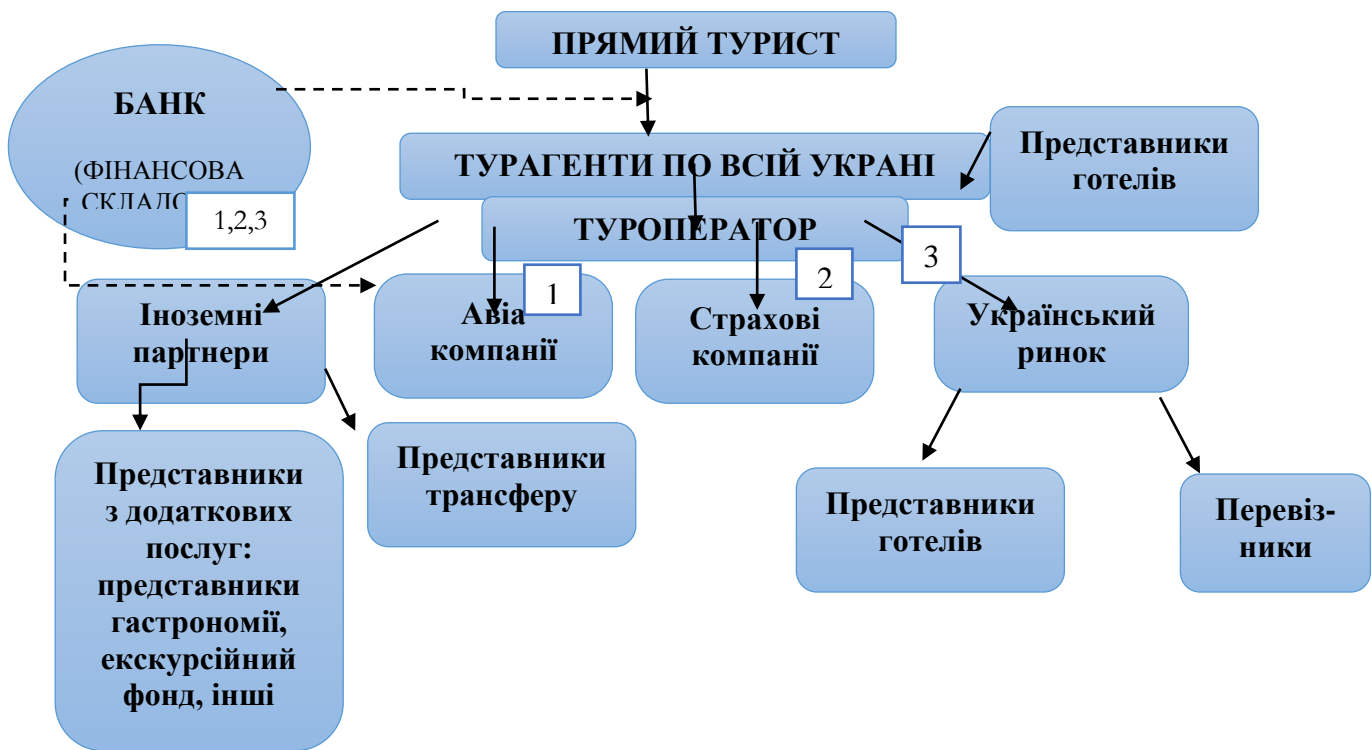 ПРЯМИЙ ТУРИСТ
БАНК
(ФІНАНСОВА
1,2,3
ТУРАГЕНТИ ПО ВСІЙ УКРАНІ
Представники
готелів
ТУРОПЕРАТОР
1
2
3
Іноземні
партнери
Авіа
компанії
Страхові
компанії
Український
ринок
Представники
з додаткових
послуг:
представники
гастрономії,
екскурсійний
фонд, інші
Представники
трансферу
Представники
готелів
Перевіз-
ники